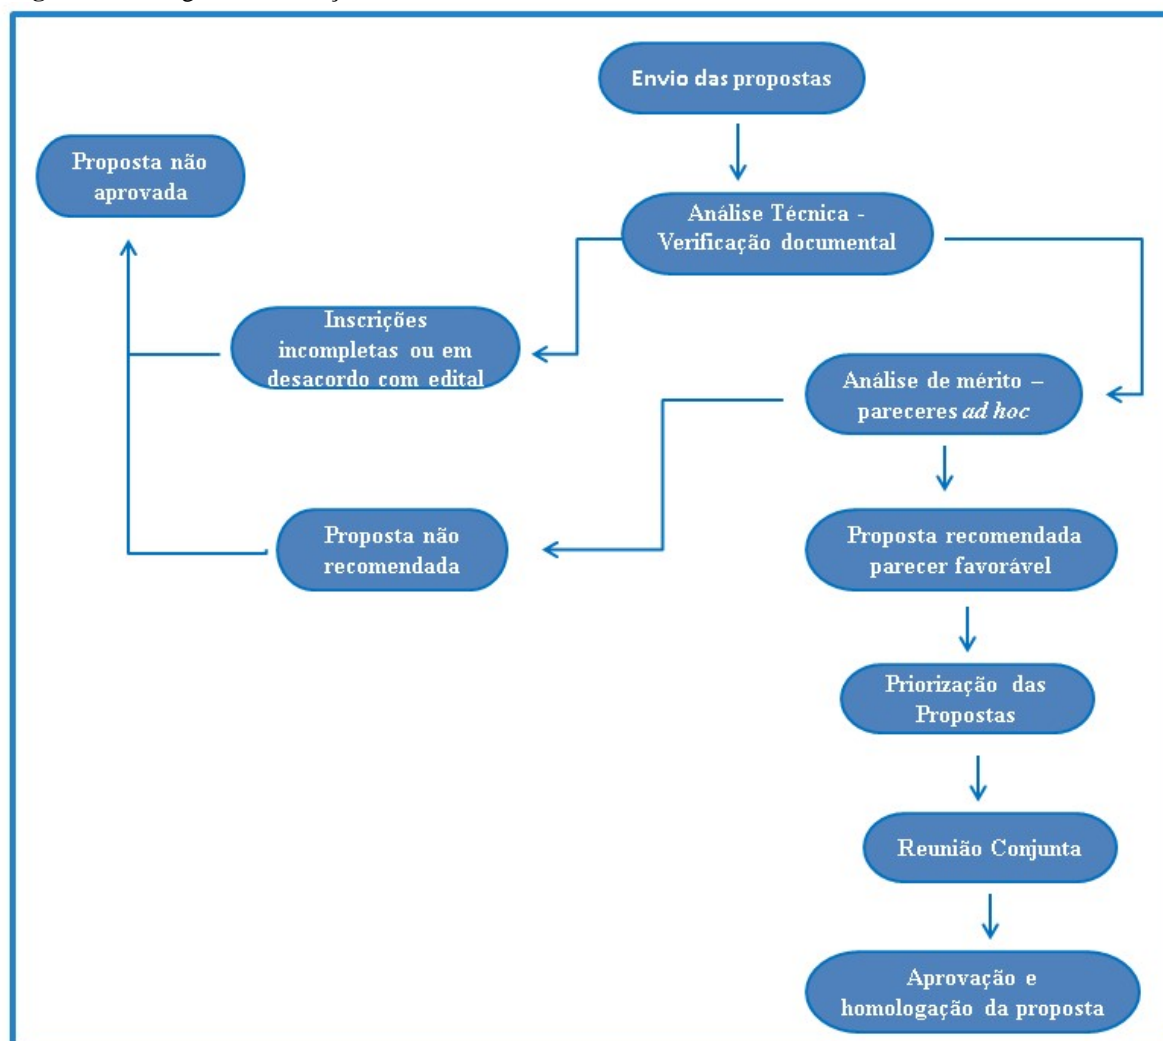 Envio das propostas
Proposta não
aprovada
Análise Técnica -
Verificação documental
Inscrições
incompletas ou em
desacordo com edital
Análise de mérito –
pareceres ad hoc
Proposta não
recomendada
Proposta recomendada
parecer favorável
Priorização das
Propostas
Reunião Conjunta
Aprovação e
homologação da proposta